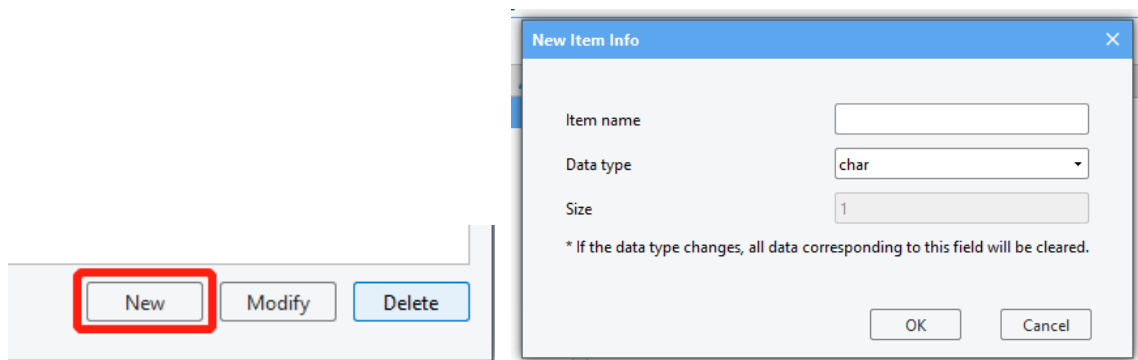 New Modify Delete
New Item Info
Item name
Data type char
Size 1
* If the data type changes, all data corresponding to this field will be cleared.
OK Cancel